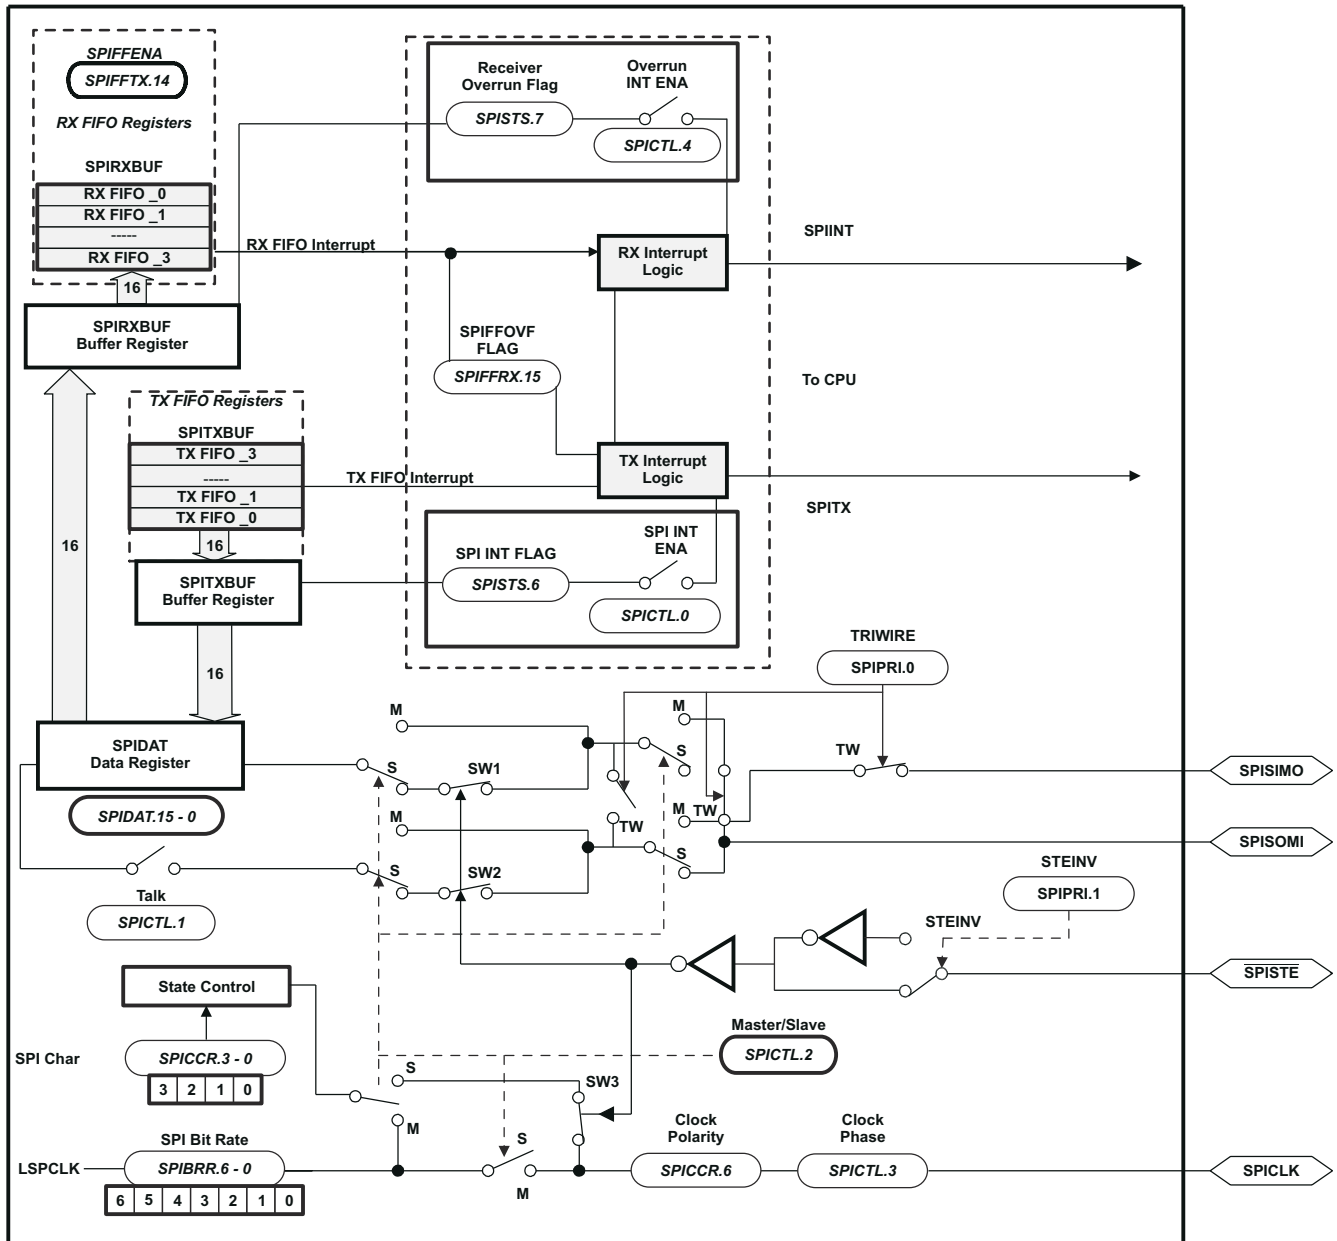 SPIFFENA
SPIFFTX.14
RX FIFO Registers
SPIRXBUF
RX FIFO _0
RX FIFO _1
-----
RX FIFO _3
16
SPIRXBUF
Buffer Register
RX FIFO Interrupt
Receiver
Overrun Flag
SPISTS.7
Overrun
INT ENA
SPICTL.4
RX Interrupt
Logic
SPIINT
SPIFFOVF
FLAG
SPIFFRX.15
To CPU
TX FIFO Registers
SPITXBUF
TX FIFO _3
-----
TX FIFO _1
TX FIFO _0
16
16
TX FIFO Interrupt
TX Interrupt
Logic
SPITX
SPITXBUF
Buffer Register
SPI INT FLAG
SPISTS.6
SPI INT
ENA
SPICTL.0
16
TRIWIRE
SPIPRI.0
SPIDAT
Data Register
SPIDAT.15 - 0
M
S
SW1
M
S
SW2
TW
M
S
M
TW
S
TW
SPISIMO
SPISOMI
Talk
SPICTL.1
STEINV
SPIPRI.1
STEINV
SPISTE
State Control
SPI Char
SPICCR.3 - 0
3 2 1 0
Master/Slave
SPICTL.2
S
M
SW3
SPI Bit Rate
LSPCLK
SPIBRR.6 - 0
6 5 4 3 2 1 0
S
M
Clock
Polarity
SPICCR.6
Clock
Phase
SPICTL.3
SPICLK